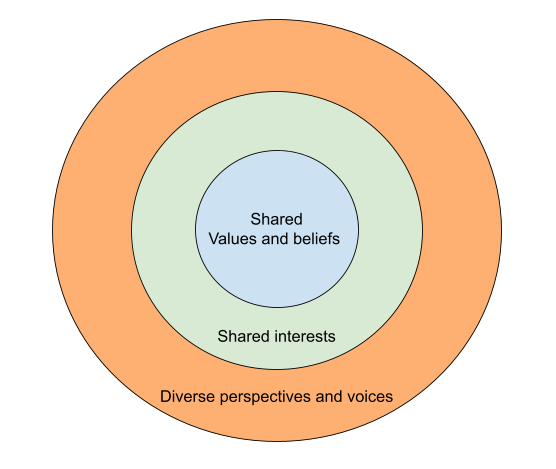 Shared
Values and beliefs
Shared interests
Diverse perspectives and voices